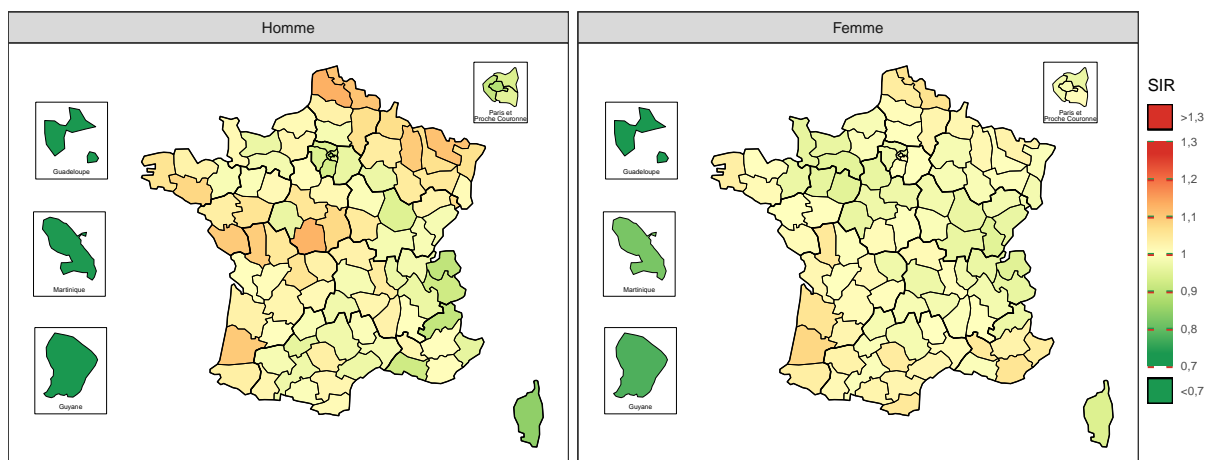 Homme
Femme
Paris et
Proche Couronne
Guadeloupe
Martinique
Guyane
Paris et
Proche Couronne
Guadeloupe
Martinique
Guyane
SIR
>1,3
1,3
1,2
1,1
1
0,9
0,8
0,7
<0,7